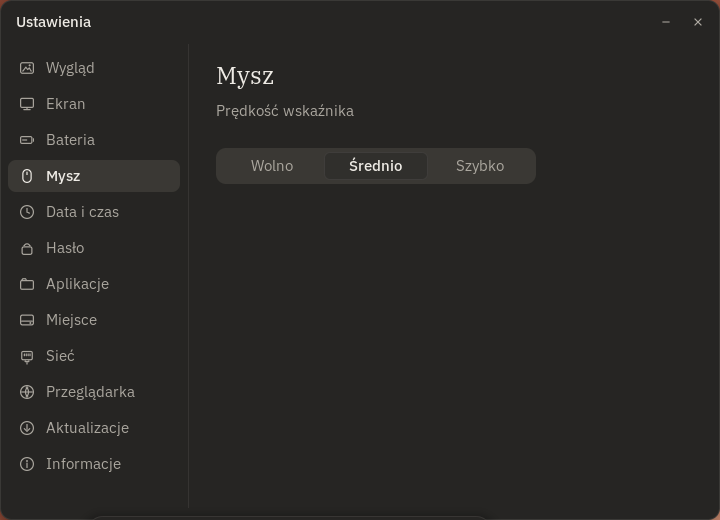 Ustawienia
Wygląd
Ekran
Bateria
Mysz
Data i czas
Hasło
Aplikacje
Miejsce
Sieć
Przeglądarka
Aktualizacje
Informacje
Mysz
Prędkość wskaźnika
Wolno Średnio Szybko